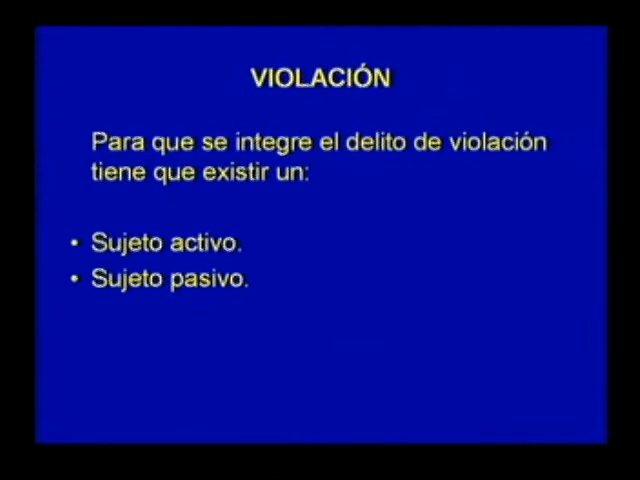 VIOLACIÓN
Para que se integre el delito de violación
tiene que existir un:
• Sujeto activo.
• Sujeto pasivo.